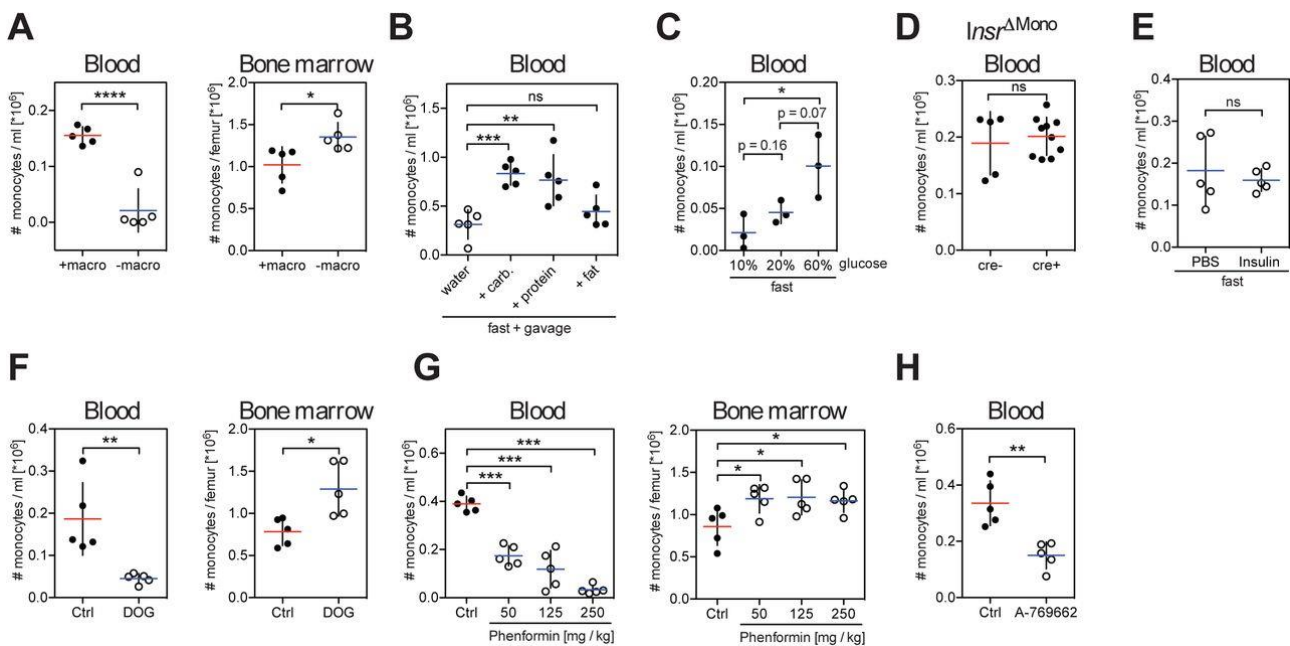 A
Blood
# monocytes / ml [*10⁶]
0.2
0.1
0.0
****
+macro
-macro
Bone marrow
# monocytes / femur [*10⁶]
2.0
1.5
1.0
0.5
0.0
*
+macro
-macro
B
Blood
# monocytes / ml [*10⁶]
1.5
1.0
0.5
0.0
ns
**
***
water
+ carb.
+ protein
+ fat
fast + gavage
C
Blood
# monocytes / ml [*10⁶]
0.20
0.15
0.10
0.05
0.00
*
p = 0.07
p = 0.16
10% 20% 60% glucose
fast
D
Insr^ΔMono
Blood
# monocytes / ml [*10⁶]
0.3
0.2
0.1
0.0
ns
cre-
cre+
E
Blood
# monocytes / ml [*10⁶]
0.4
0.3
0.2
0.1
0.0
ns
PBS Insulin
fast
F
Blood
# monocytes / ml [*10⁶]
0.4
0.3
0.2
0.1
0.0
**
Ctrl
DOG
Bone marrow
# monocytes / femur [*10⁶]
2.0
1.5
1.0
0.5
0.0
*
Ctrl
DOG
G
Blood
# monocytes / ml [*10⁶]
0.6
0.4
0.2
0.0
***
***
***
Ctrl 50 125 250
Phenformin [mg / kg]
Bone marrow
# monocytes / femur [*10⁶]
2.0
1.5
1.0
0.5
0.0
*
*
*
Ctrl 50 125 250
Phenformin [mg / kg]
H
Blood
# monocytes / ml [*10⁶]
0.6
0.4
0.2
0.0
**
Ctrl A-769662